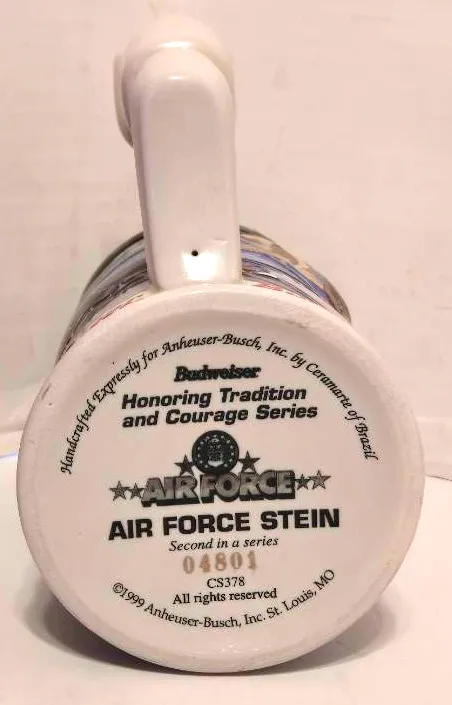 Handcrafted Expressly for Anheuser-Busch, Inc. by Ceramarte of Brazil
Budweiser
Honoring Tradition
and Courage Series
AIR FORCE
AIR FORCE STEIN
Second in a series
04801
CS378
All rights reserved
©1999 Anheuser-Busch, Inc. St. Louis, MO